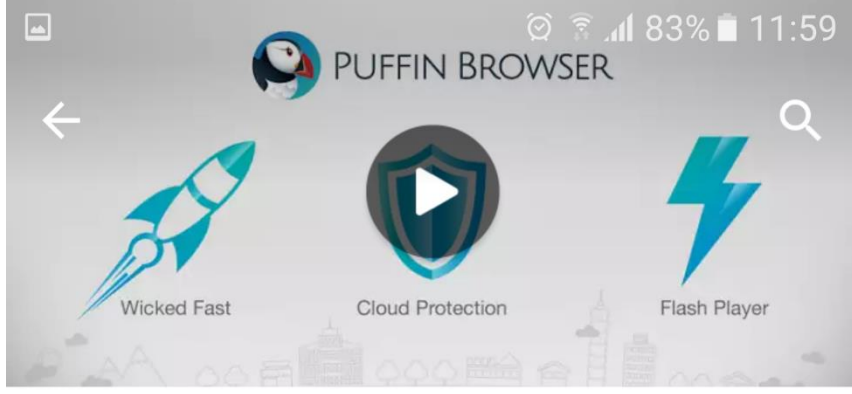 83% 11:59
PUFFIN BROWSER
Wicked Fast
Cloud Protection
Flash Player